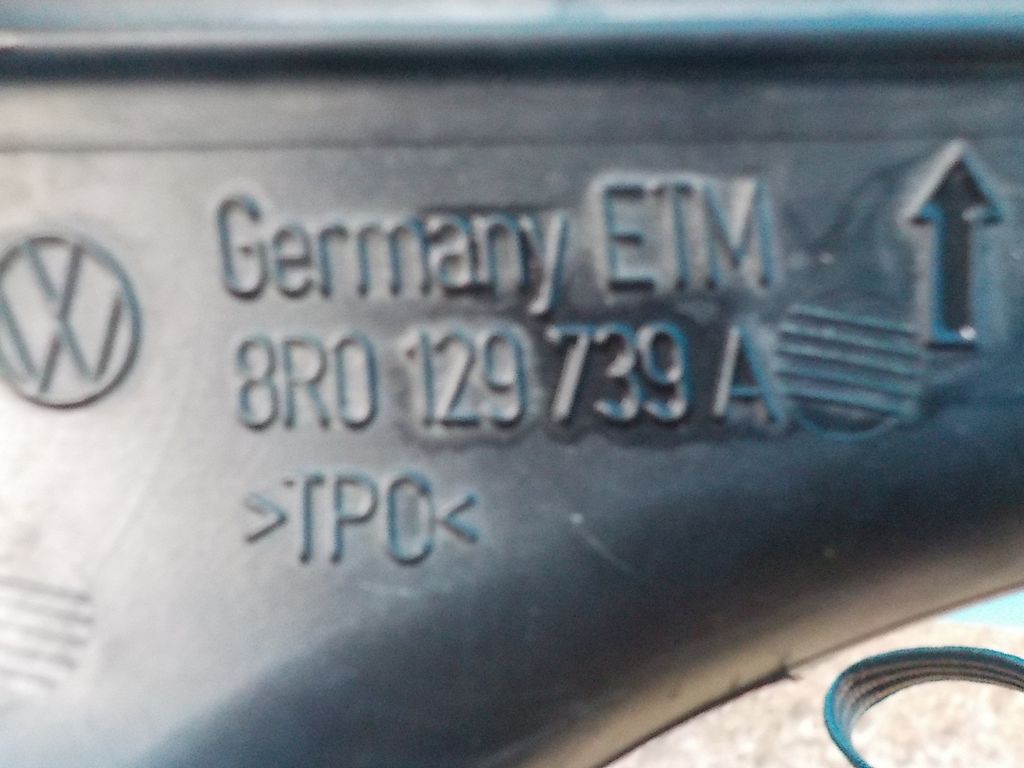 Germany ETM
8R0 129 739 A
>TPO<